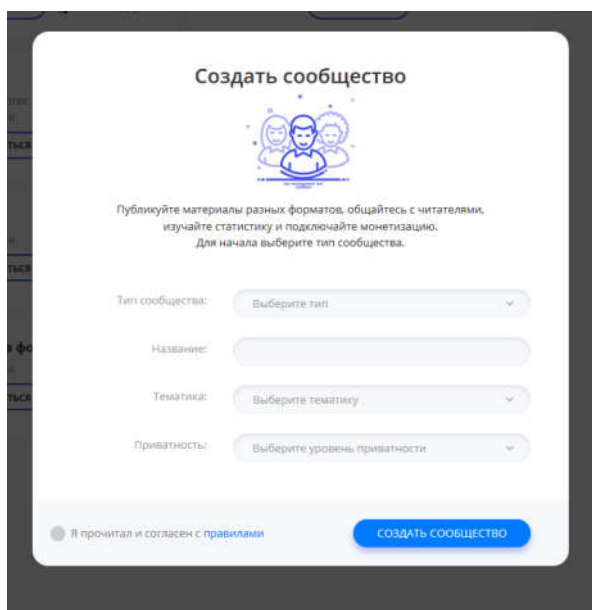 Создать сообщество
Публикуйте материалы разных форматов, общайтесь с читателями,
изучайте статистику и подключайте монетизацию.
Для начала выберите тип сообщества.
Тип сообщества: Выберите тип
Название:
Тематика: Выберите тематику
Приватность: Выберите уровень приватности
Я прочитал и согласен с правилами СОЗДАТЬ СООБЩЕСТВО